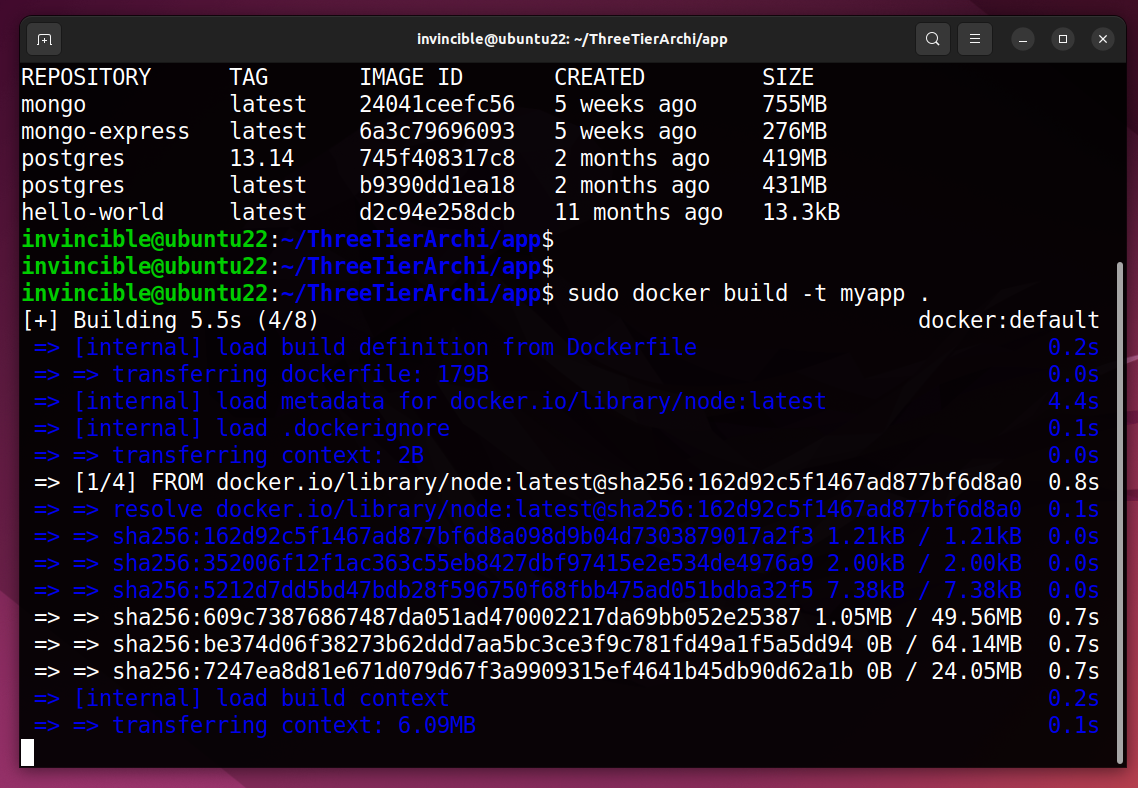 invincible@ubuntu22: ~/ThreeTierArchi/app
REPOSITORY TAG IMAGE ID CREATED SIZE
mongo latest 24041ceefc56 5 weeks ago 755MB
mongo-express latest 6a3c79696093 5 weeks ago 276MB
postgres 13.14 745f408317c8 2 months ago 419MB
postgres latest b9390dd1ea18 2 months ago 431MB
hello-world latest d2c94e258dcb 11 months ago 13.3kB
invincible@ubuntu22:~/ThreeTierArchi/app$
invincible@ubuntu22:~/ThreeTierArchi/app$
invincible@ubuntu22:~/ThreeTierArchi/app$ sudo docker build -t myapp .
[+] Building 5.5s (4/8) docker:default
=> [internal] load build definition from Dockerfile 0.2s
=> => transferring dockerfile: 179B 0.0s
=> [internal] load metadata for docker.io/library/node:latest 4.4s
=> [internal] load .dockerignore 0.1s
=> => transferring context: 2B 0.0s
=> [1/4] FROM docker.io/library/node:latest@sha256:162d92c5f1467ad877bf6d8a0 0.8s
=> => resolve docker.io/library/node:latest@sha256:162d92c5f1467ad877bf6d8a0 0.1s
=> => sha256:162d92c5f1467ad877bf6d8a098d9b04d7303879017a2f3 1.21kB / 1.21kB 0.0s
=> => sha256:352006f12f1ac363c55eb8427dbf97415e2e534de4976a9 2.00kB / 2.00kB 0.0s
=> => sha256:5212d7dd5bd47bdb28f596750f68fbb475ad051bdba32f5 7.38kB / 7.38kB 0.0s
=> => sha256:609c73876867487da051ad470002217da69bb052e25387 1.05MB / 49.56MB 0.7s
=> => sha256:be374d06f38273b62ddd7aa5bc3ce3f9c781fd49a1f5a5dd94 0B / 64.14MB 0.7s
=> => sha256:7247ea8d81e671d079d67f3a9909315ef4641b45db90d62a1b 0B / 24.05MB 0.7s
=> [internal] load build context 0.2s
=> => transferring context: 6.09MB 0.1s